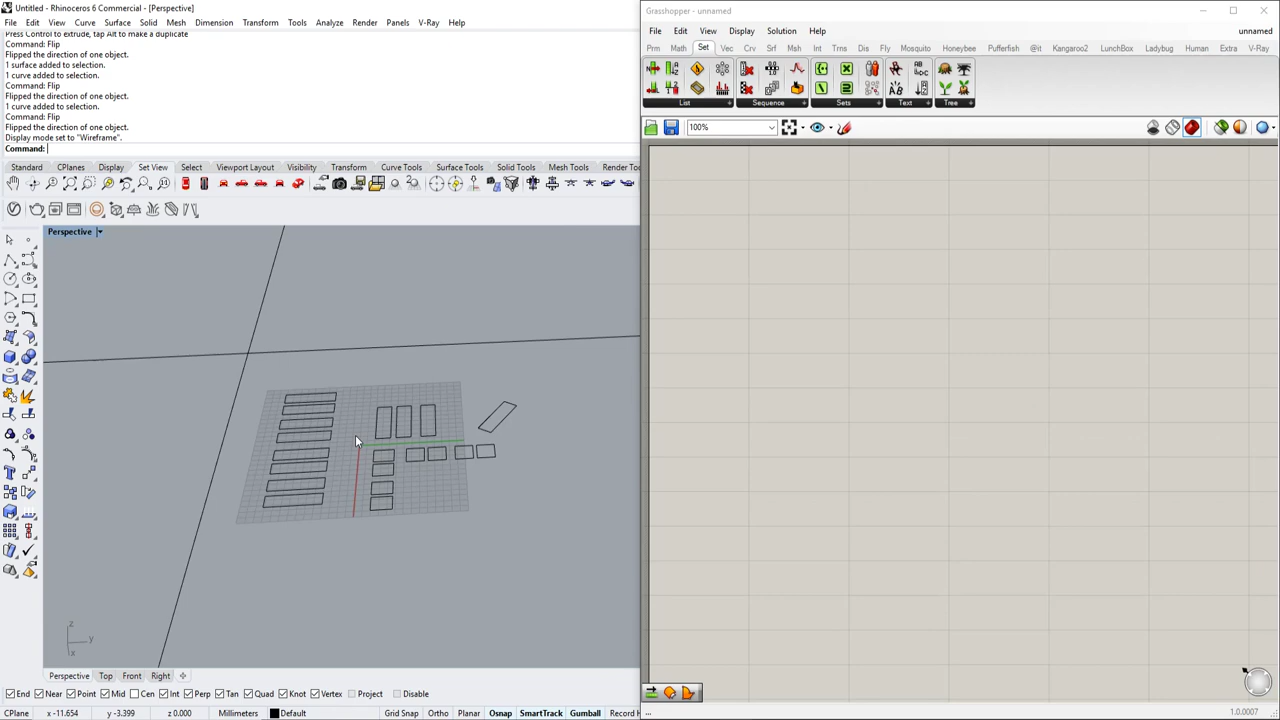 Untitled - Rhinoceros 6 Commercial - [Perspective]
File Edit View Curve Surface Solid Mesh Dimension Transform Tools Analyze Render Panels V-Ray Help
Press Control to extrude, tap Alt to make a duplicate
Command: Flip
Flipped the direction of one object.
1 surface added to selection.
1 curve added to selection.
Command: Flip
Flipped the direction of one object.
1 curve added to selection.
Command: Flip
Flipped the direction of one object.
Display mode set to "Wireframe".
Command:
Standard CPlanes Display Set View Select Viewport Layout Visibility Transform Curve Tools Surface Tools Solid Tools Mesh Tools Render To
Perspective
z
y
x
Perspective Top Front Right
End Near Point Mid Cen Int Perp Tan Quad Knot Vertex Project Disable
CPlane x -11.654 y -3.399 z 0.000 Millimeters Default Grid Snap Ortho Planar Osnap SmartTrack Gumball Record H
Grasshopper - unnamed
File Edit View Display Solution Help unnamed
Prm Math Set Vec Crv Srf Msh Int Trns Dis Fly Mosquito Honeybee Pufferfish @it Kangaroo2 LunchBox Ladybug Human Extra V-Ray
List Sequence Sets Text Tree
100%
...
1.0.0007